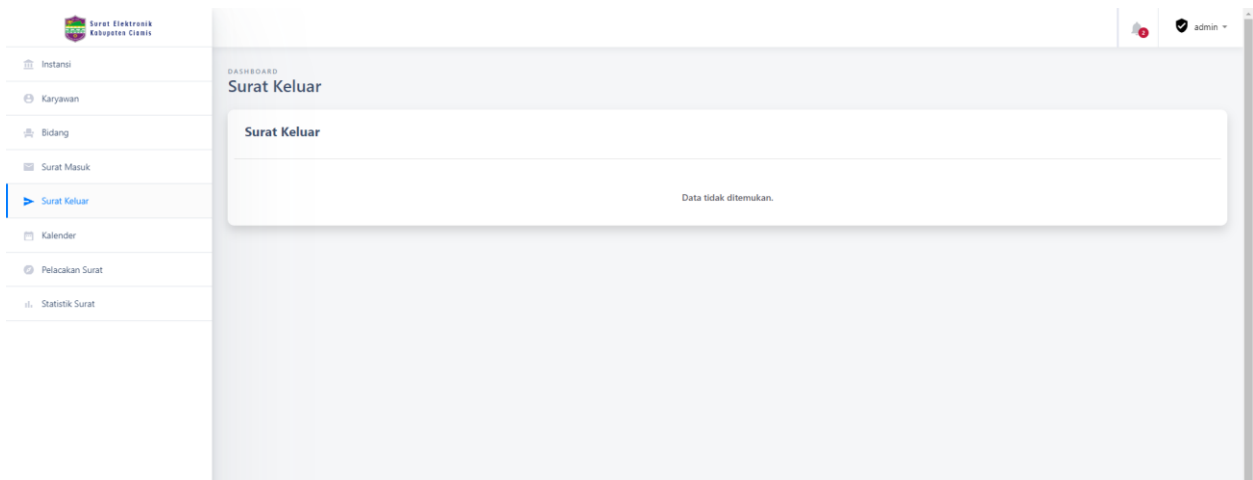 Surat Elektronik
Kabupaten Ciamis
2
admin
Instansi
Karyawan
Bidang
Surat Masuk
Surat Keluar
Kalender
Pelacakan Surat
Statistik Surat
DASHBOARD
Surat Keluar
Surat Keluar
Data tidak ditemukan.